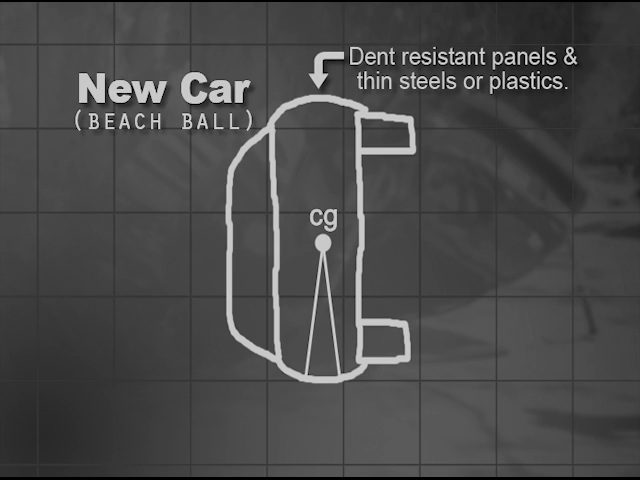 Dent resistant panels &
thin steels or plastics.
New Car
(BEACH BALL)
cg